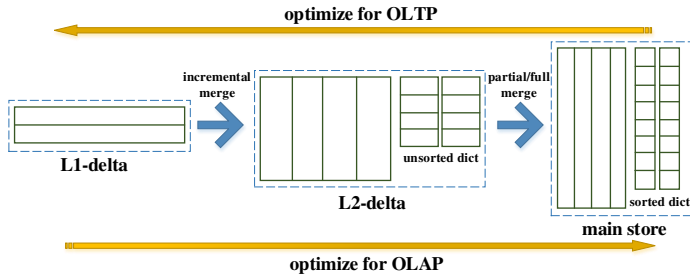 optimize for OLTP
incremental
merge
partial/full
merge
unsorted dict
sorted dict
L1-delta
L2-delta
main store
optimize for OLAP